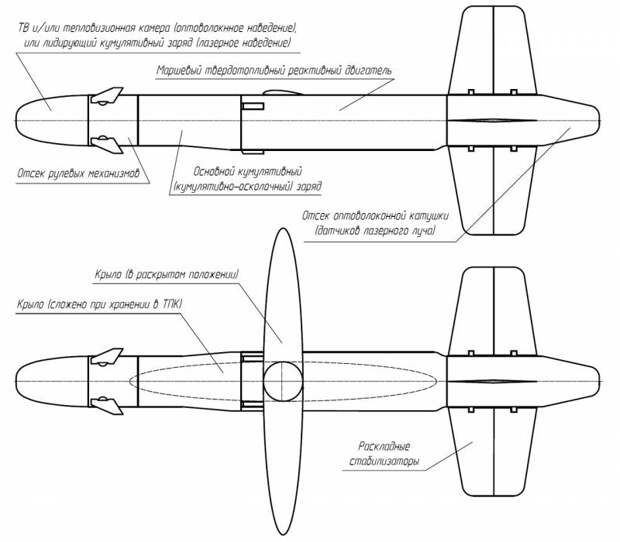 ТВ и/или тепловизионная камера (оптоволокнное наведение),
или лидирующий кумулятивный заряд (лазерное наведение)
Маршевый твердотопливный реактивный двигатель
Отсек рулевых механизмов
Основной кумулятивный
(кумулятивно-осколочный) заряд
Отсек оптоволоконной катушки
(датчиков лазерного луча)
Крыло (в раскрытом положении)
Крыло (сложено при хранении в ТПК)
Раскладные
стабилизаторы